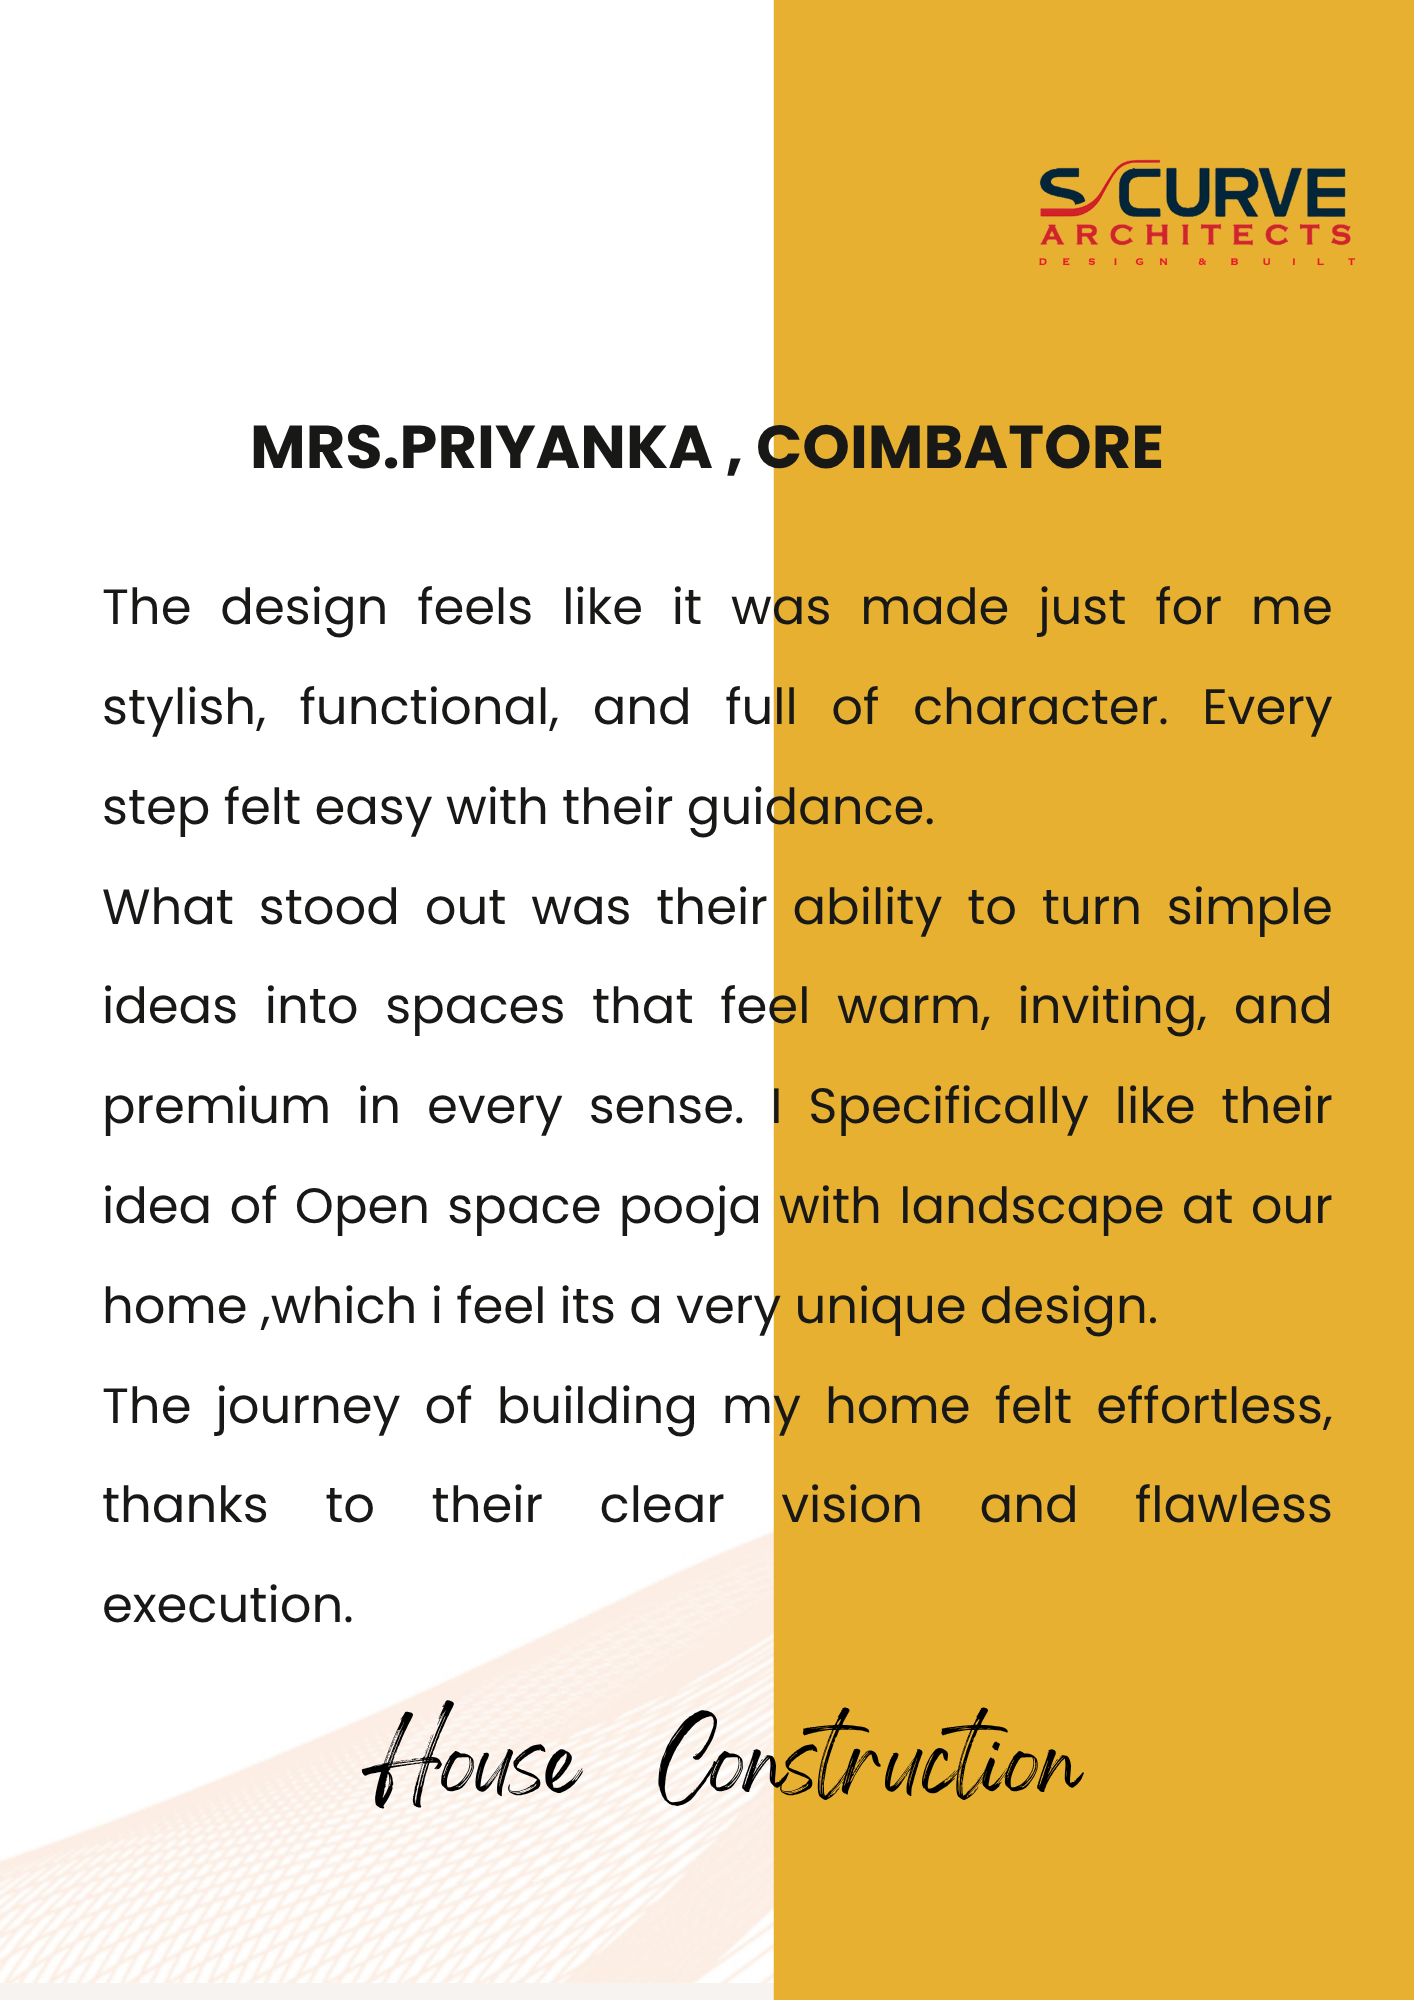 S CURVE
ARCHITECTS
DESIGN & BUILT
MRS.PRIYANKA , COIMBATORE
The design feels like it was made just for me
stylish, functional, and full of character. Every
step felt easy with their guidance.
What stood out was their ability to turn simple
ideas into spaces that feel warm, inviting, and
premium in every sense. I Specifically like their
idea of Open space pooja with landscape at our
home ,which i feel its a very unique design.
The journey of building my home felt effortless,
thanks to their clear vision and flawless
execution.
House Construction